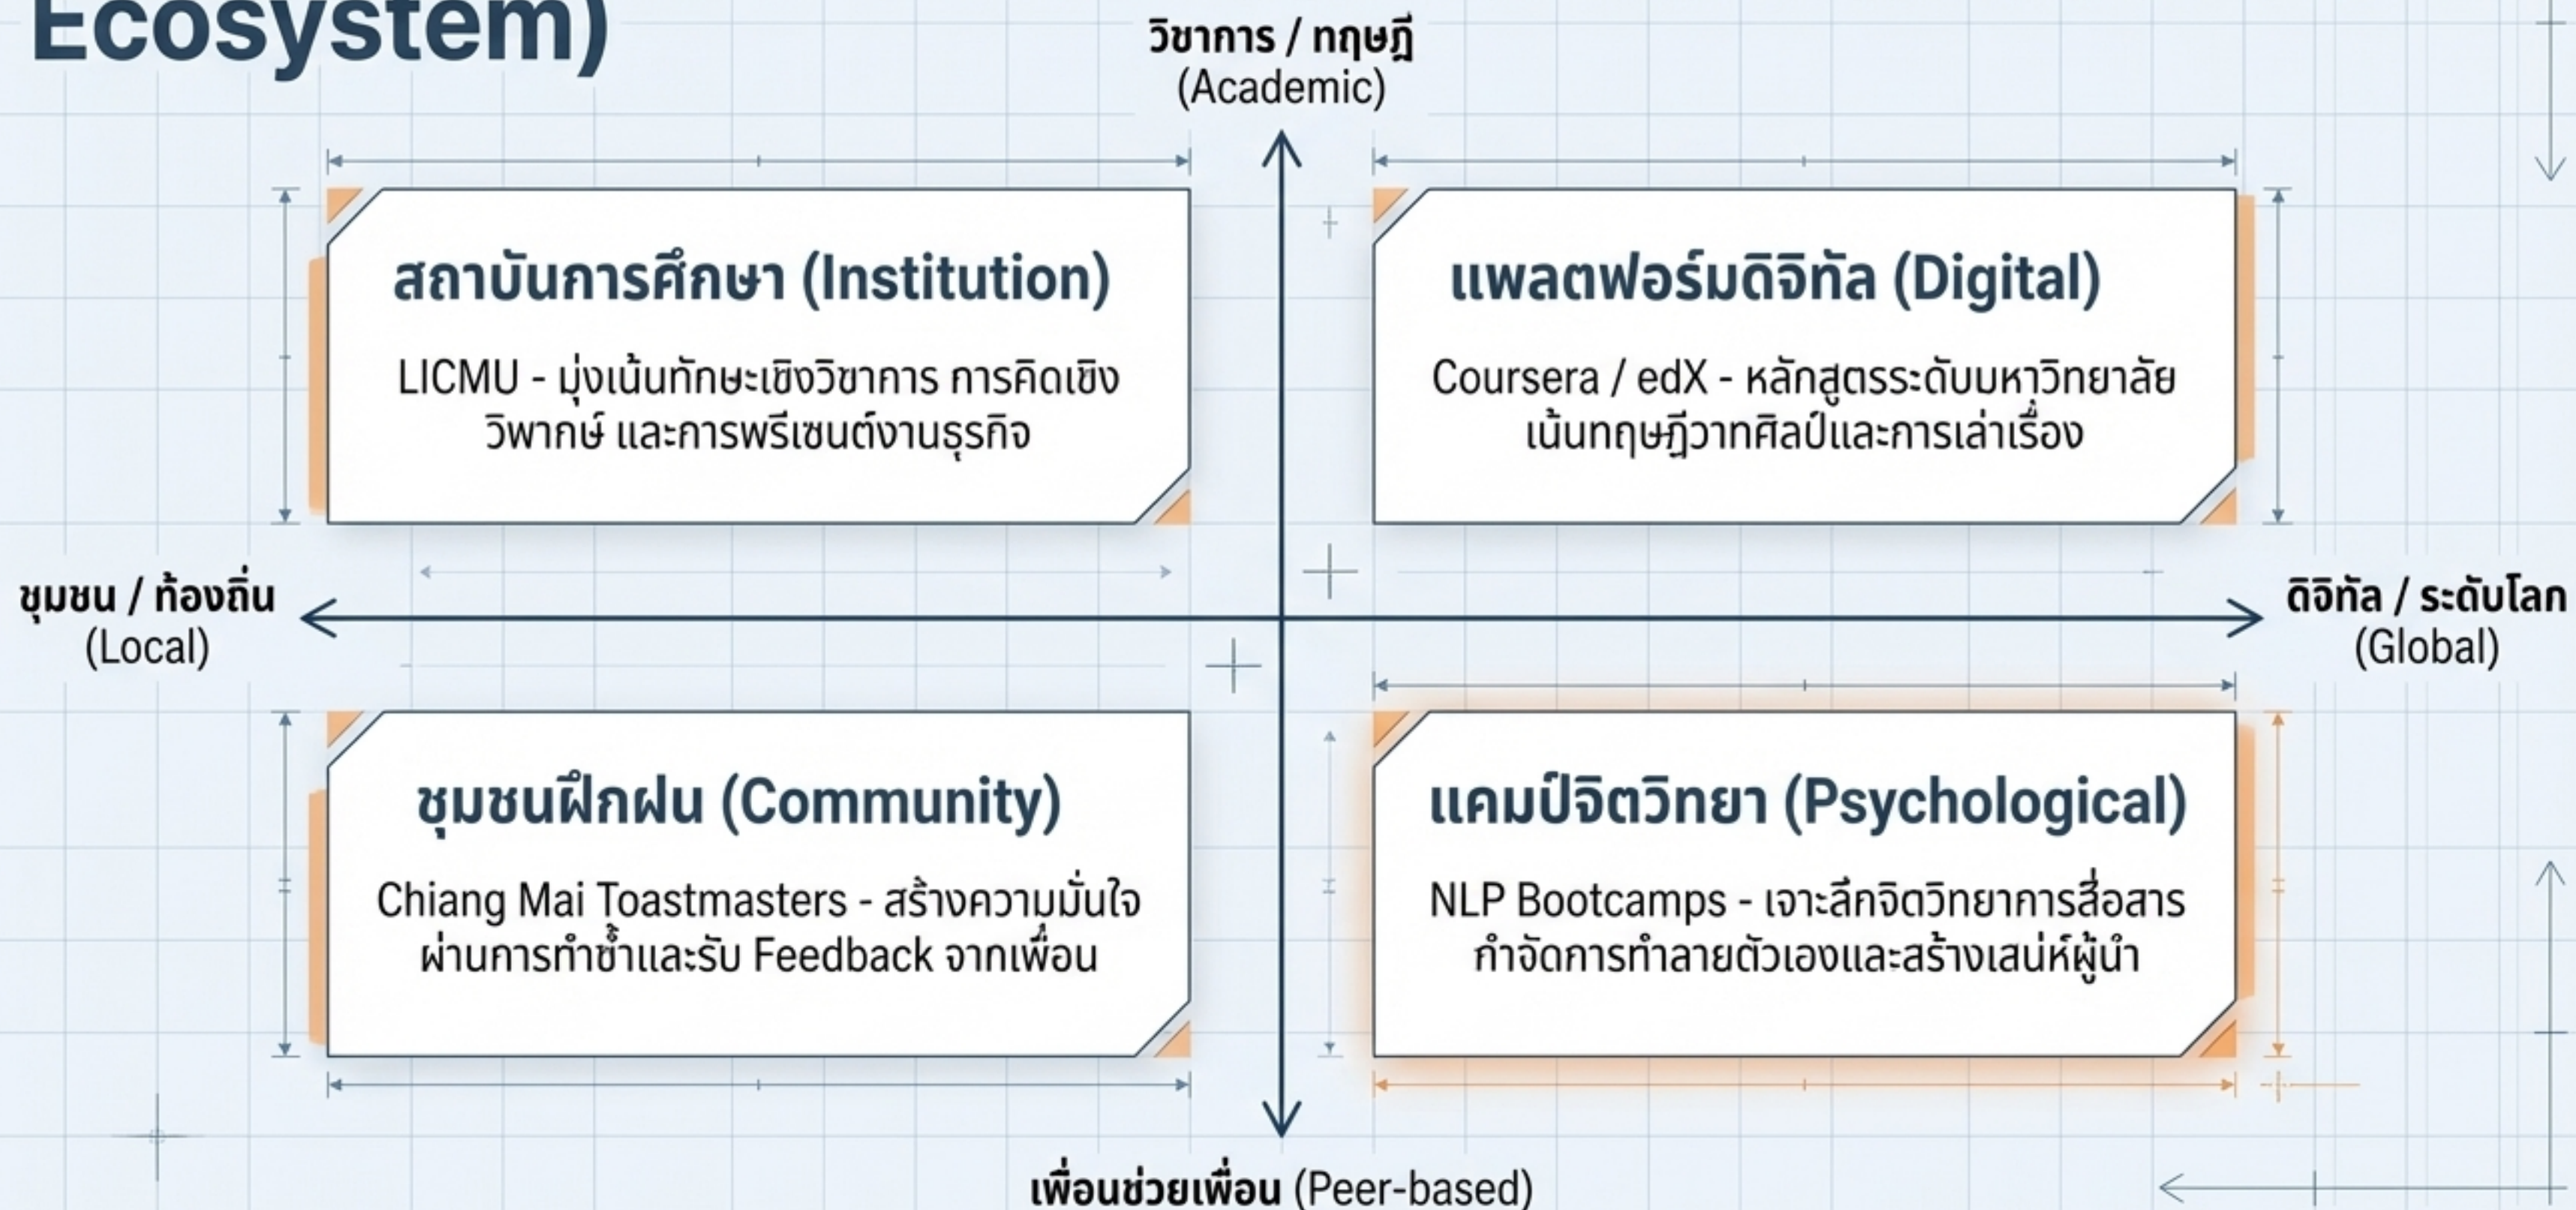 Ecosystem)
วิชาการ / ทฤษฎี
(Academic)
สถาบันการศึกษา (Institution)
LICMU - มุ่งเน้นทักษะเชิงวิชาการ การคิดเชิง
วิพากษ์ และการพรีเซนต์งานธุรกิจ
แพลตฟอร์มดิจิทัล (Digital)
Coursera / edX - หลักสูตรระดับมหาวิทยาลัย
เน้นทฤษฎีวาทศิลป์และการเล่าเรื่อง
ชุมชน / ท้องถิ่น
(Local)
ดิจิทัล / ระดับโลก
(Global)
ชุมชนฝึกฝน (Community)
Chiang Mai Toastmasters - สร้างความมั่นใจ
ผ่านการทำซ้ำและรับ Feedback จากเพื่อน
แคมป์จิตวิทยา (Psychological)
NLP Bootcamps - เจาะลึกจิตวิทยาการสื่อสาร
กำจัดการทำลายตัวเองและสร้างเสน่ห์ผู้นำ
เพื่อนช่วยเพื่อน (Peer-based)